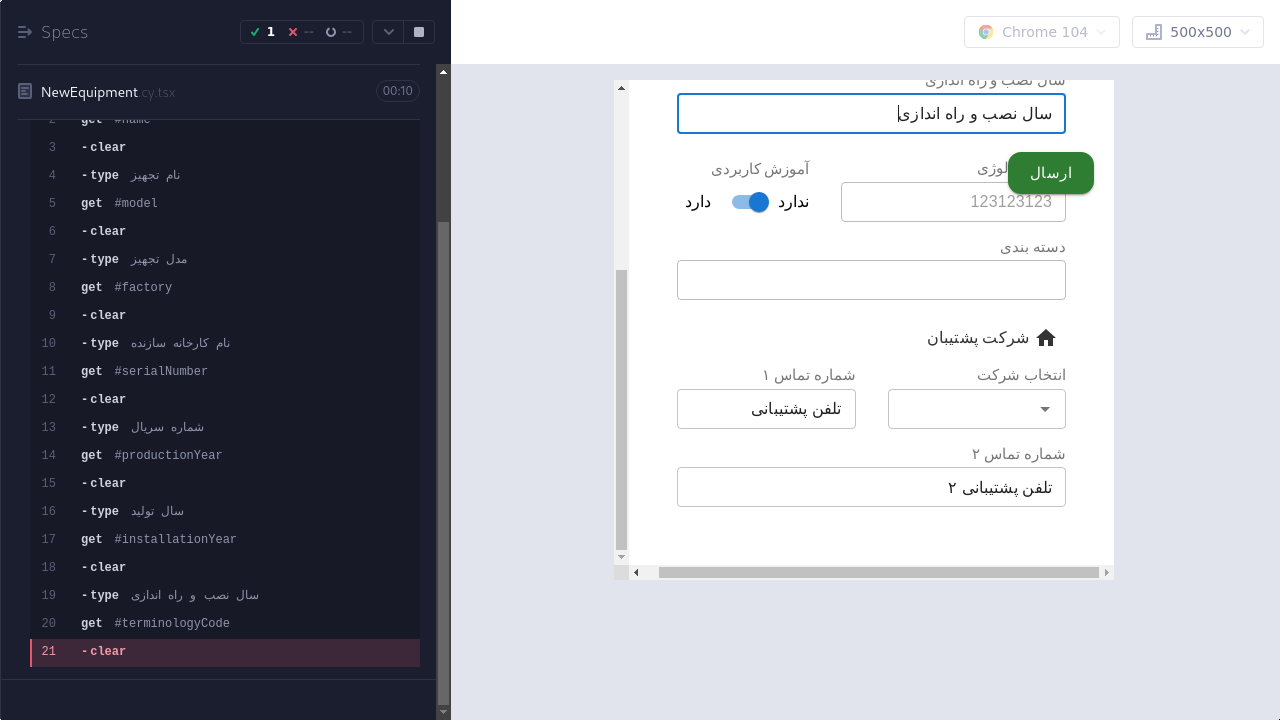 Specs
1
--
--
NewEquipment.cy.tsx
00:10
2 get #name
3 -clear
4 -type نام تجهیز
5 get #model
6 -clear
7 -type مدل تجهیز
8 get #factory
9 -clear
10 -type نام کارخانه سازنده
11 get #serialNumber
12 -clear
13 -type شماره سریال
14 get #productionYear
15 -clear
16 -type سال تولید
17 get #installationYear
18 -clear
19 -type سال نصب و راه اندازی
20 get #terminologyCode
21 -clear
Chrome 104
500x500
سال نصب و راه اندازی
سال نصب و راه اندازی
ارسال
آموزش کاربردی
ندارد
دارد
123123123
دسته بندی
شرکت پشتیبان
انتخاب شرکت
شماره تماس ۱
تلفن پشتیبانی
شماره تماس ۲
تلفن پشتیبانی ۲